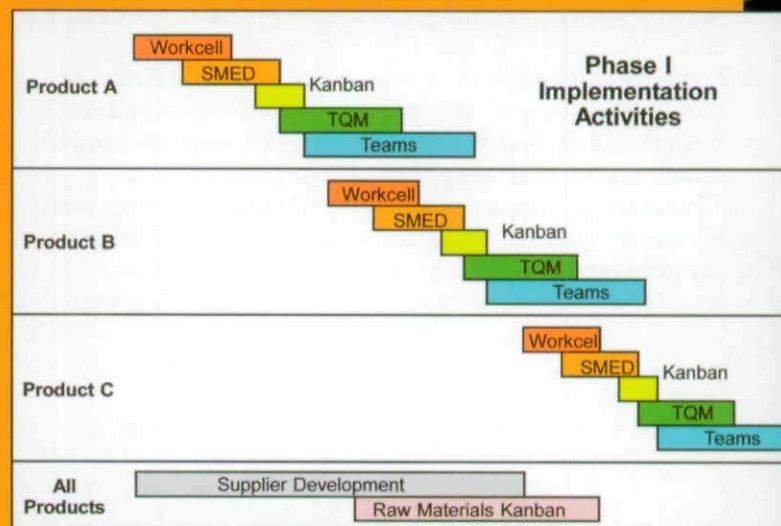 Phase I
Implementation
Activities
Product A
Workcell
SMED
Kanban
TQM
Teams
Product B
Workcell
SMED
Kanban
TQM
Teams
Product C
Workcel
SMED
Kanban
TQM
Teams
All
Products
Supplier Development
Raw Materials Kanban